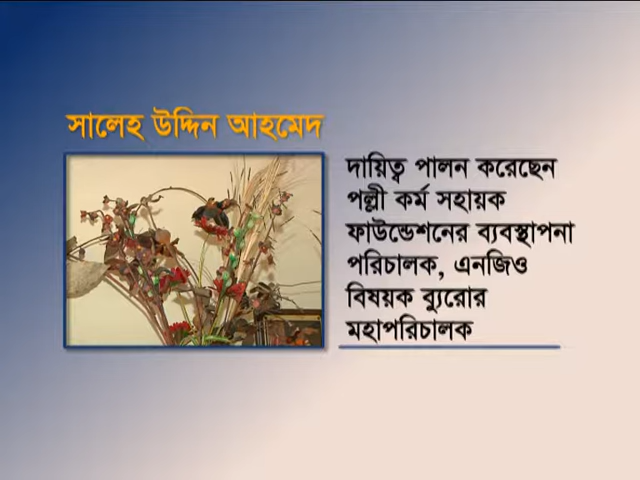 সালেহ উদ্দিন আহমেদ
দায়িত্ব পালন করেছেন
পল্লী কর্ম সহায়ক
ফাউন্ডেশনের ব্যবস্থাপনা
পরিচালক, এনজিও
বিষয়ক ব্যুরোর
মহাপরিচালক